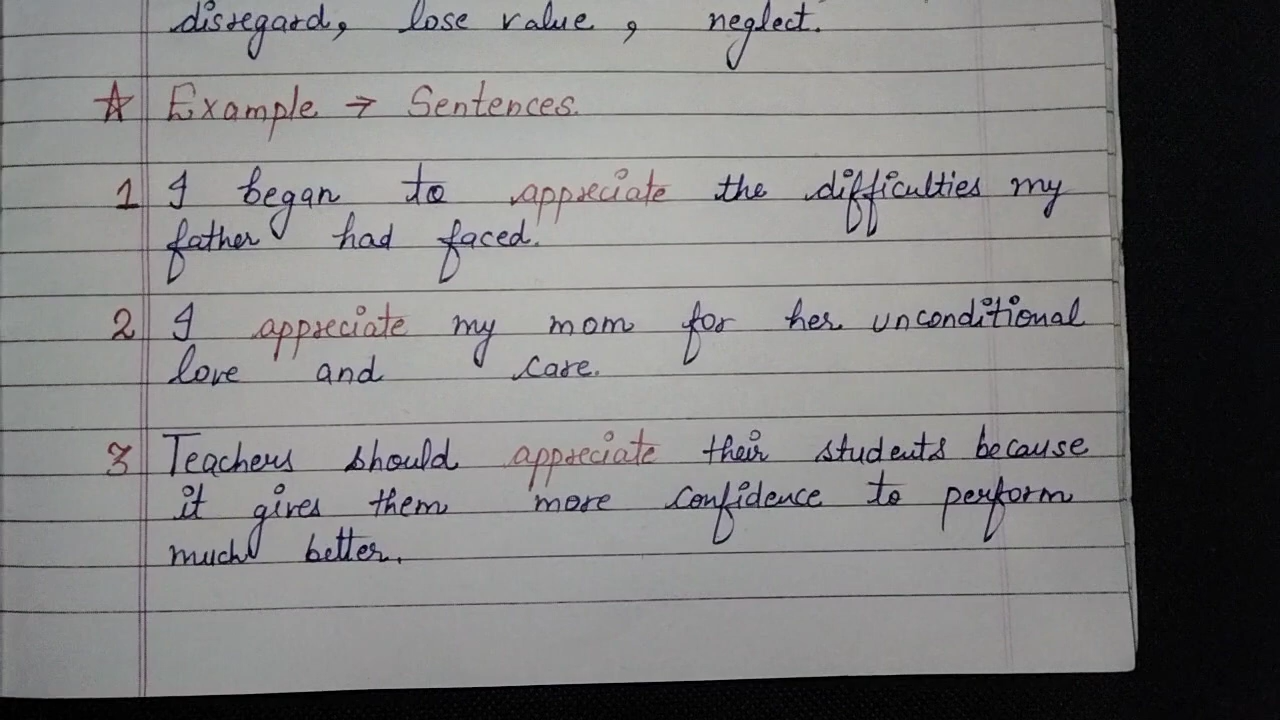 disregard, lose value, neglect.
☆ Example → Sentences.
1 I began to appreciate the difficulties my
father had faced.
2 I appreciate my mom for her unconditional
love and care.
3 Teachers should appreciate their students because
it gives them more confidence to perform
much better.